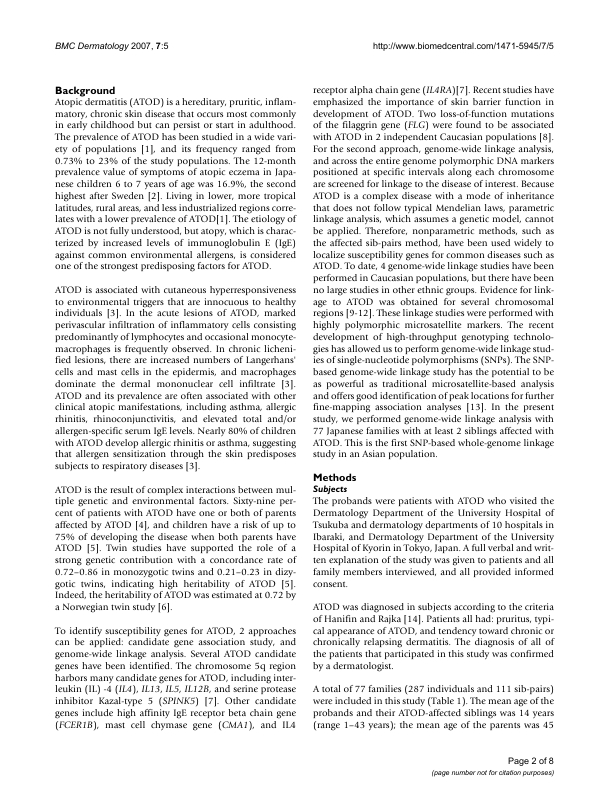 BMC Dermatology 2007, 7:5
http://www.biomedcentral.com/1471-5945/7/5
Background
Atopic dermatitis (ATOD) is a hereditary, pruritic, inflam-
matory, chronic skin disease that occurs most commonly
in early childhood but can persist or start in adulthood.
The prevalence of ATOD has been studied in a wide vari-
ety of populations [1], and its frequency ranged from
0.73% to 23% of the study populations. The 12-month
prevalence value of symptoms of atopic eczema in Japa-
nese children 6 to 7 years of age was 16.9%, the second
highest after Sweden [2]. Living in lower, more tropical
latitudes, rural areas, and less industrialized regions corre-
lates with a lower prevalence of ATOD[1]. The etiology of
ATOD is not fully understood, but atopy, which is charac-
terized by increased levels of immunoglobulin E (IgE)
against common environmental allergens, is considered
one of the strongest predisposing factors for ATOD.
ATOD is associated with cutaneous hyperresponsiveness
to environmental triggers that are innocuous to healthy
individuals [3]. In the acute lesions of ATOD, marked
perivascular infiltration of inflammatory cells consisting
predominantly of lymphocytes and occasional monocyte-
macrophages is frequently observed. In chronic licheni-
fied lesions, there are increased numbers of Langerhans'
cells and mast cells in the epidermis, and macrophages
dominate the dermal mononuclear cell infiltrate [3].
ATOD and its prevalence are often associated with other
clinical atopic manifestations, including asthma, allergic
rhinitis, rhinoconjunctivitis, and elevated total and/or
allergen-specific serum IgE levels. Nearly 80% of children
with ATOD develop allergic rhinitis or asthma, suggesting
that allergen sensitization through the skin predisposes
subjects to respiratory diseases [3].
ATOD is the result of complex interactions between mul-
tiple genetic and environmental factors. Sixty-nine per-
cent of patients with ATOD have one or both of parents
affected by ATOD [4], and children have a risk of up to
75% of developing the disease when both parents have
ATOD [5]. Twin studies have supported the role of a
strong genetic contribution with a concordance rate of
0.72–0.86 in monozygotic twins and 0.21–0.23 in dizy-
gotic twins, indicating high heritability of ATOD [5].
Indeed, the heritability of ATOD was estimated at 0.72 by
a Norwegian twin study [6].
To identify susceptibility genes for ATOD, 2 approaches
can be applied: candidate gene association study, and
genome-wide linkage analysis. Several ATOD candidate
genes have been identified. The chromosome 5q region
harbors many candidate genes for ATOD, including inter-
leukin (IL) -4 (IL4), IL13, IL5, IL12B, and serine protease
inhibitor Kazal-type 5 (SPINK5) [7]. Other candidate
genes include high affinity IgE receptor beta chain gene
(FCER1B), mast cell chymase gene (CMA1), and IL4
receptor alpha chain gene (IL4RA)[7]. Recent studies have
emphasized the importance of skin barrier function in
development of ATOD. Two loss-of-function mutations
of the filaggrin gene (FLG) were found to be associated
with ATOD in 2 independent Caucasian populations [8].
For the second approach, genome-wide linkage analysis,
and across the entire genome polymorphic DNA markers
positioned at specific intervals along each chromosome
are screened for linkage to the disease of interest. Because
ATOD is a complex disease with a mode of inheritance
that does not follow typical Mendelian laws, parametric
linkage analysis, which assumes a genetic model, cannot
be applied. Therefore, nonparametric methods, such as
the affected sib-pairs method, have been used widely to
localize susceptibility genes for common diseases such as
ATOD. To date, 4 genome-wide linkage studies have been
performed in Caucasian populations, but there have been
no large studies in other ethnic groups. Evidence for link-
age to ATOD was obtained for several chromosomal
regions [9-12]. These linkage studies were performed with
highly polymorphic microsatellite markers. The recent
development of high-throughput genotyping technolo-
gies has allowed us to perform genome-wide linkage stud-
ies of single-nucleotide polymorphisms (SNPs). The SNP-
based genome-wide linkage study has the potential to be
as powerful as traditional microsatellite-based analysis
and offers good identification of peak locations for further
fine-mapping association analyses [13]. In the present
study, we performed genome-wide linkage analysis with
77 Japanese families with at least 2 siblings affected with
ATOD. This is the first SNP-based whole-genome linkage
study in an Asian population.
Methods
Subjects
The probands were patients with ATOD who visited the
Dermatology Department of the University Hospital of
Tsukuba and dermatology departments of 10 hospitals in
Ibaraki, and Dermatology Department of the University
Hospital of Kyorin in Tokyo, Japan. A full verbal and writ-
ten explanation of the study was given to patients and all
family members interviewed, and all provided informed
consent.
ATOD was diagnosed in subjects according to the criteria
of Hanifin and Rajka [14]. Patients all had: pruritus, typi-
cal appearance of ATOD, and tendency toward chronic or
chronically relapsing dermatitis. The diagnosis of all of
the patients that participated in this study was confirmed
by a dermatologist.
A total of 77 families (287 individuals and 111 sib-pairs)
were included in this study (Table 1). The mean age of the
probands and their ATOD-affected siblings was 14 years
(range 1–43 years); the mean age of the parents was 45
Page 2 of 8
(page number not for citation purposes)